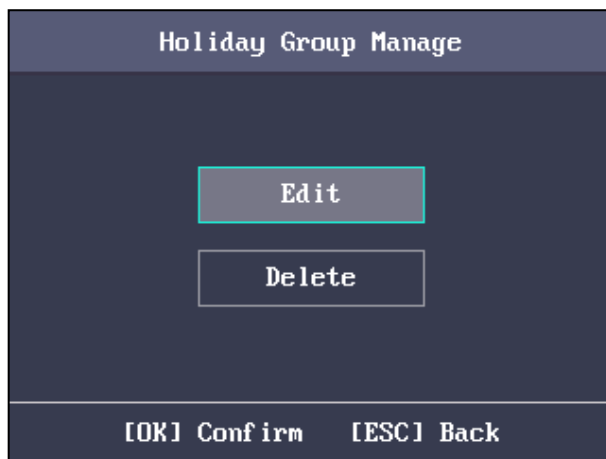 Holiday Group Manage
Edit
Delete
[OK] Confirm [ESC] Back